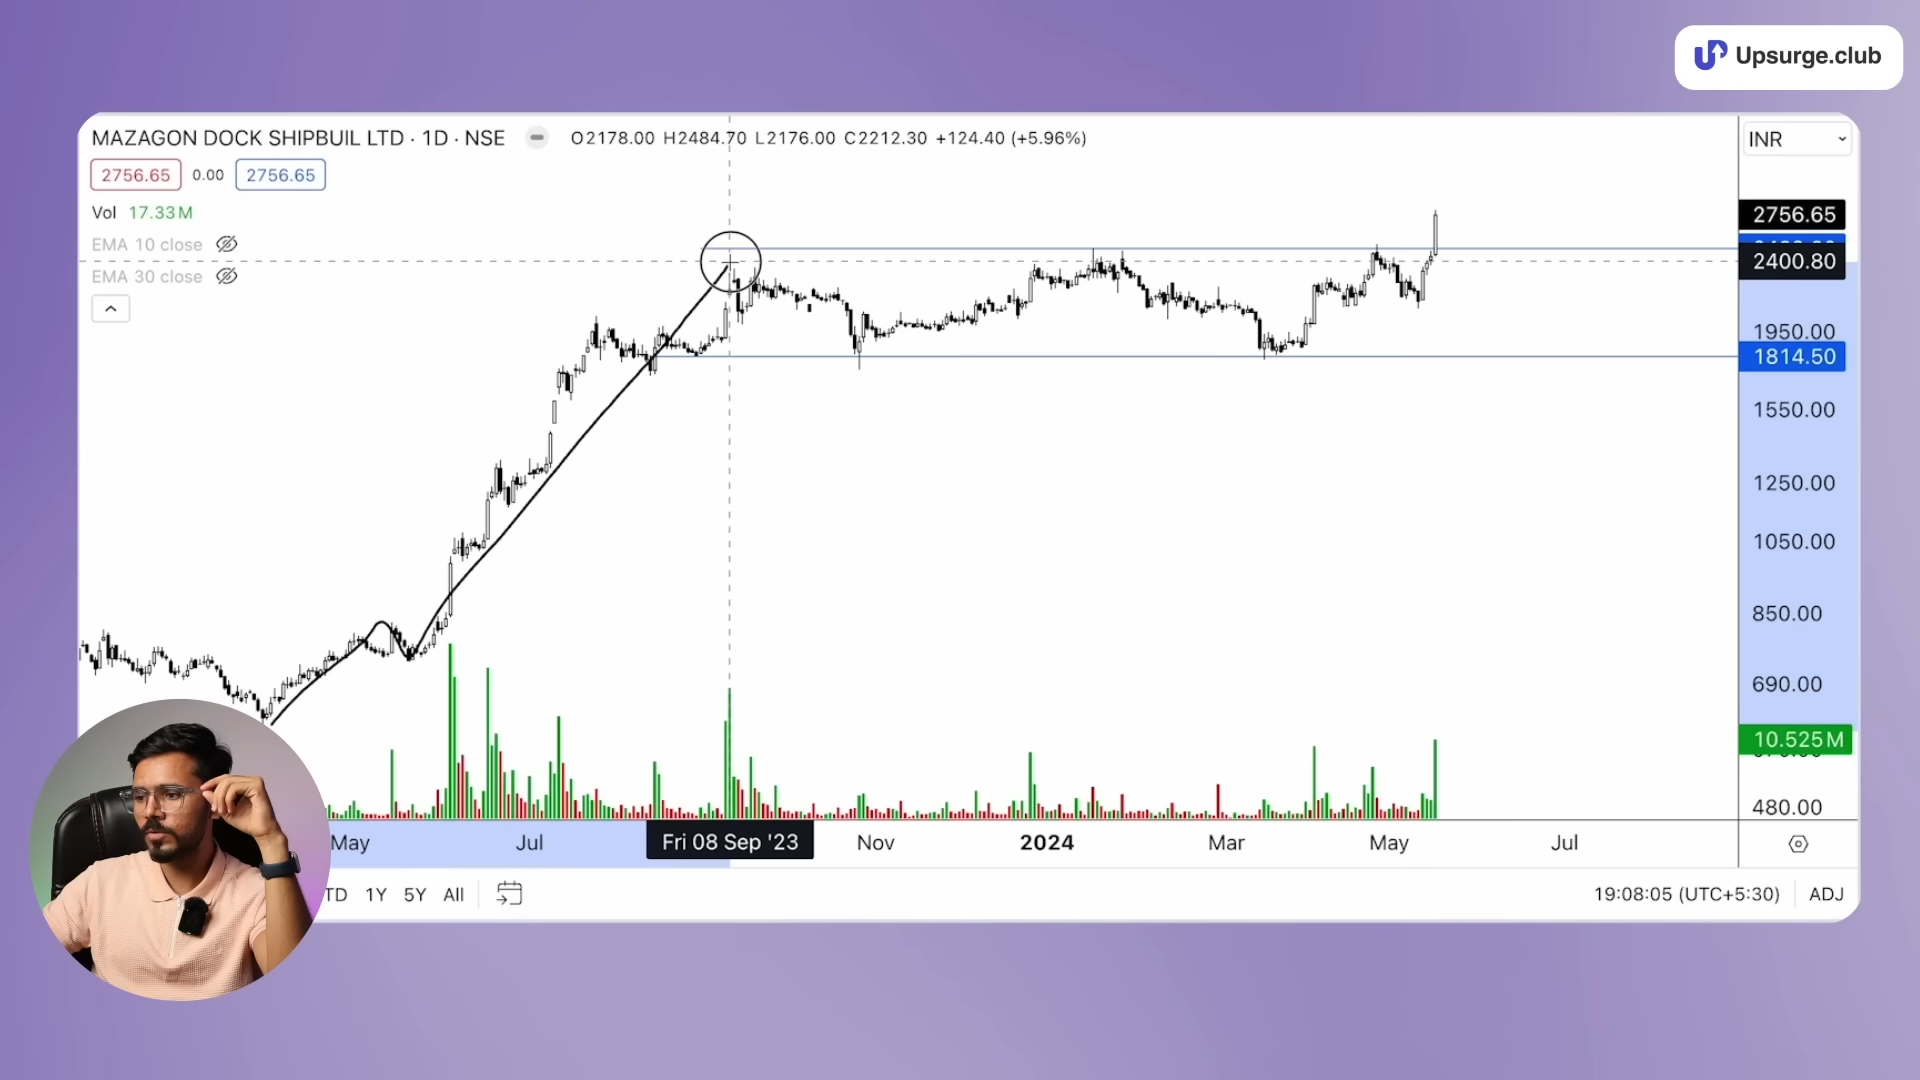 Upsurge.club
MAZAGON DOCK SHIPBUIL LTD · 1D · NSE
O2178.00 H2484.70 L2176.00 C2212.30 +124.40 (+5.96%)
INR
2756.65 0.00 2756.65
Vol 17.33M
EMA 10 close
EMA 30 close
2756.65
2400.80
1950.00
1814.50
1550.00
1250.00
1050.00
850.00
690.00
10.525M
480.00
May Jul Fri 08 Sep '23 Nov 2024 Mar May Jul
TD 1Y 5Y All
19:08:05 (UTC+5:30) ADJ